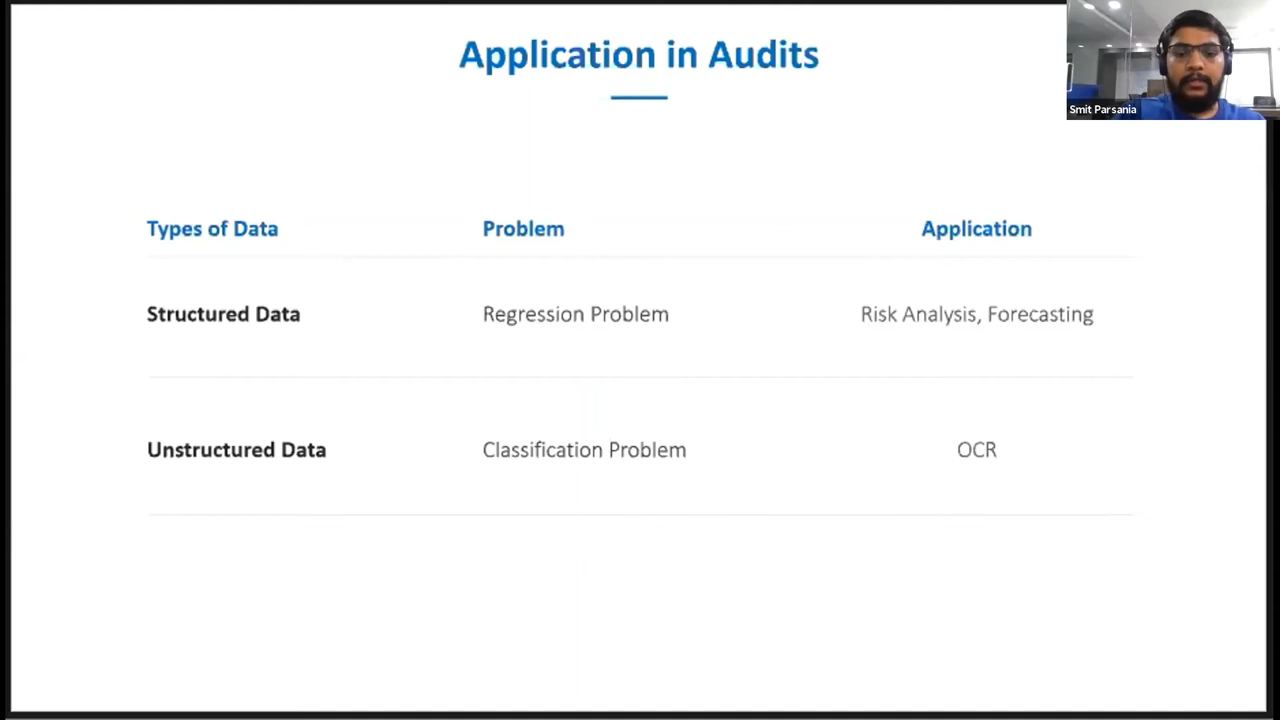 Application in Audits
Smit Parsania
Types of Data Problem Application
Structured Data Regression Problem Risk Analysis, Forecasting
Unstructured Data Classification Problem OCR